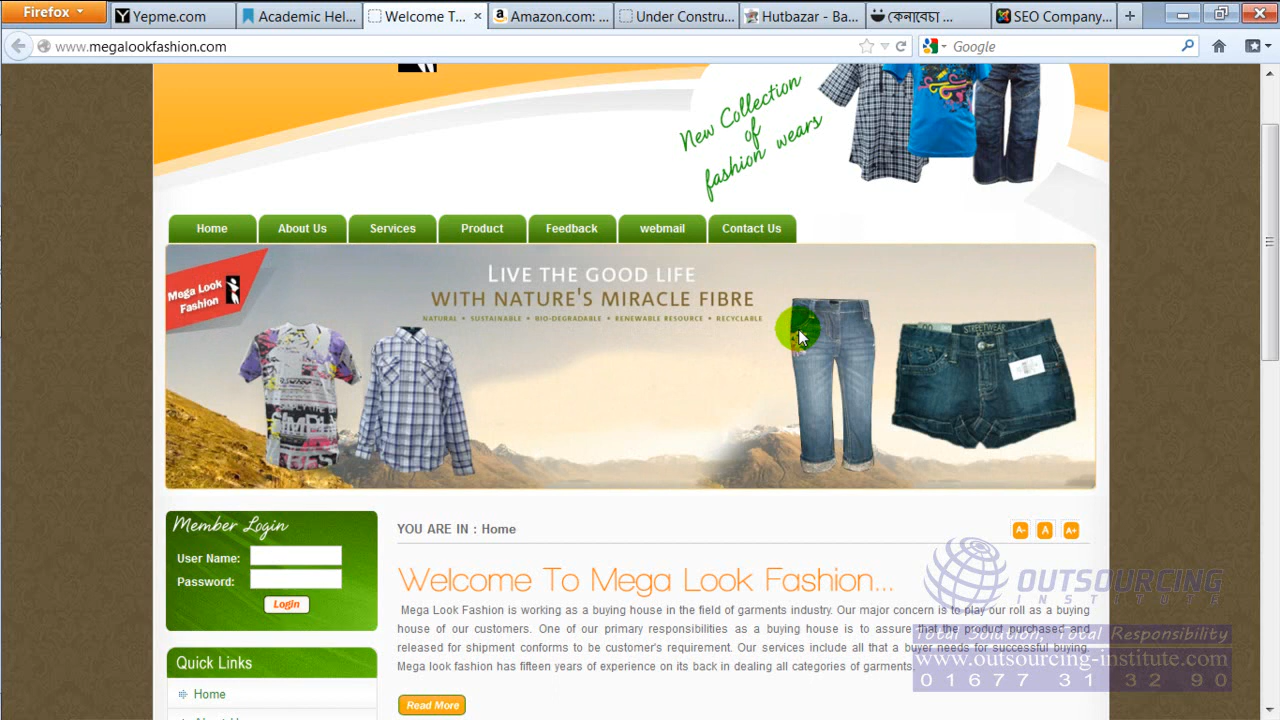 Firefox
Yepme.com
Academic Hel...
Welcome T...
Amazon.com: ...
Under Constru...
Hutbazar - Ba...
কেনাবেচা ...
SEO Company...
www.megalookfashion.com
Google
New Collection
of
fashion wears
Home
About Us
Services
Product
Feedback
webmail
Contact Us
Mega Look
Fashion
LIVE THE GOOD LIFE
WITH NATURE'S MIRACLE FIBRE
NATURAL • SUSTAINABLE • BIO-DEGRADABLE • RENEWABLE RESOURCE • RECYCLABLE
STREETWEAR
SIMPLE
Member Login
User Name:
Password:
Login
YOU ARE IN : Home
A-
A
A+
Welcome To Mega Look Fashion...
Mega Look Fashion is working as a buying house in the field of garments industry. Our major concern is to play our roll as a buying
house of our customers. One of our primary responsibilities as a buying house is to assure that the product purchased and
released for shipment conforms to be customer's requirement. Our services include all that a buyer needs for successful buying.
Mega look fashion has fifteen years of experience on its back in dealing all categories of garments.
Read More
Quick Links
Home
OUTSOURCING
INSTITUTE
Total Solution, Total Responsibility
www.outsourcing-institute.com
01677 31 32 90